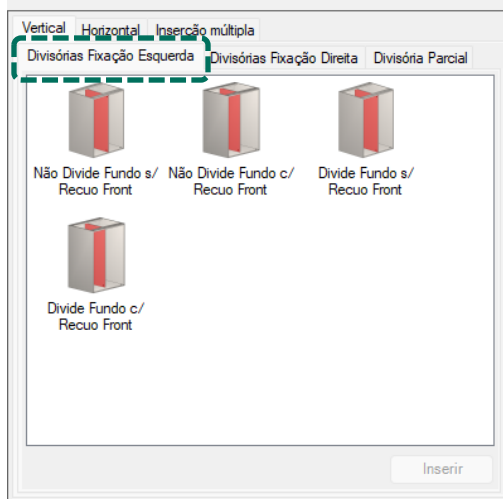 Vertical Horizontal Inserção múltipla
Divisórias Fixação Esquerda Divisórias Fixação Direita Divisória Parcial
Não Divide Fundo s/ Não Divide Fundo c/ Divide Fundo s/
Recuo Front Recuo Front Recuo Front
Divide Fundo c/
Recuo Front
Inserir